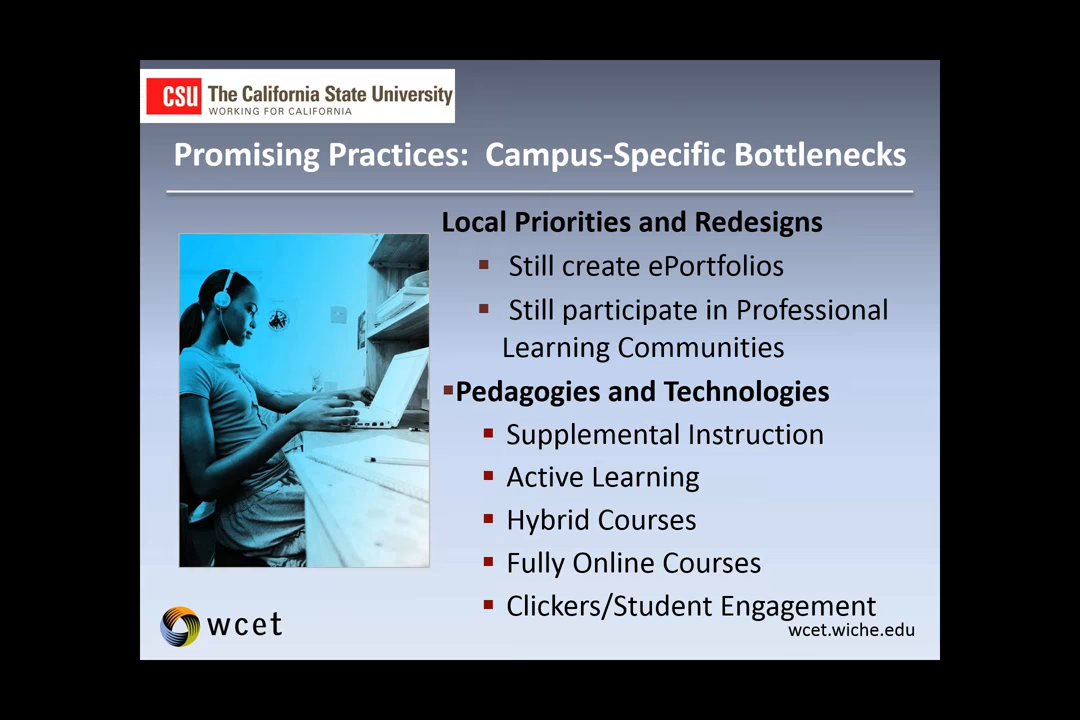 CSU The California State University
WORKING FOR CALIFORNIA
Promising Practices: Campus-Specific Bottlenecks
Local Priorities and Redesigns
▪ Still create ePortfolios
▪ Still participate in Professional
Learning Communities
▪Pedagogies and Technologies
▪ Supplemental Instruction
▪ Active Learning
▪ Hybrid Courses
▪ Fully Online Courses
▪ Clickers/Student Engagement
wcet
wcet.wiche.edu